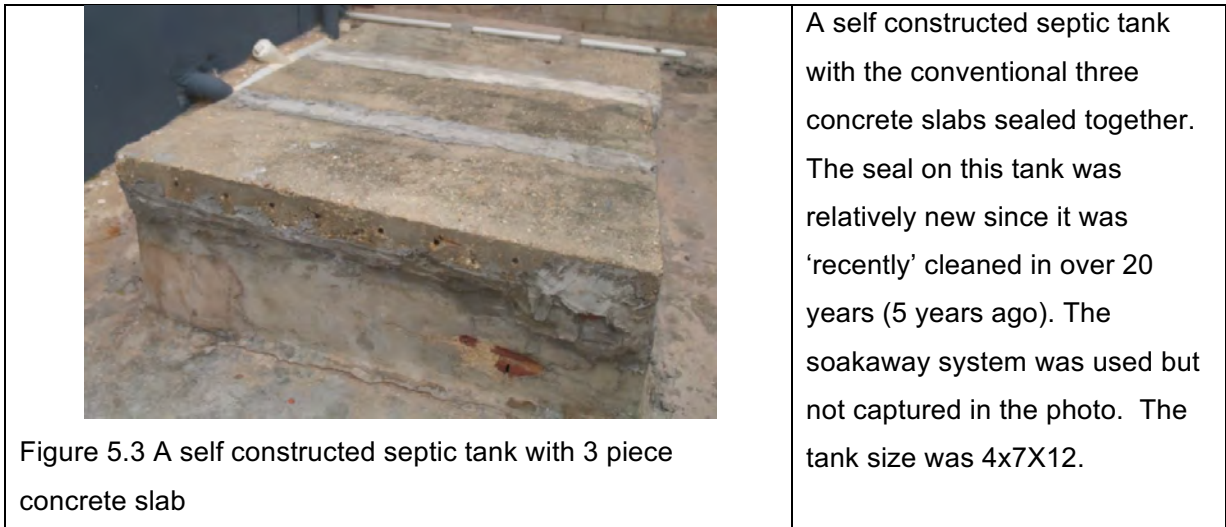 A self constructed septic tank
with the conventional three
concrete slabs sealed together.
The seal on this tank was
relatively new since it was
‘recently’ cleaned in over 20
years (5 years ago). The
soakaway system was used but
not captured in the photo.  The
tank size was 4x7X12.
Figure 5.3 A self constructed septic tank with 3 piece
concrete slab